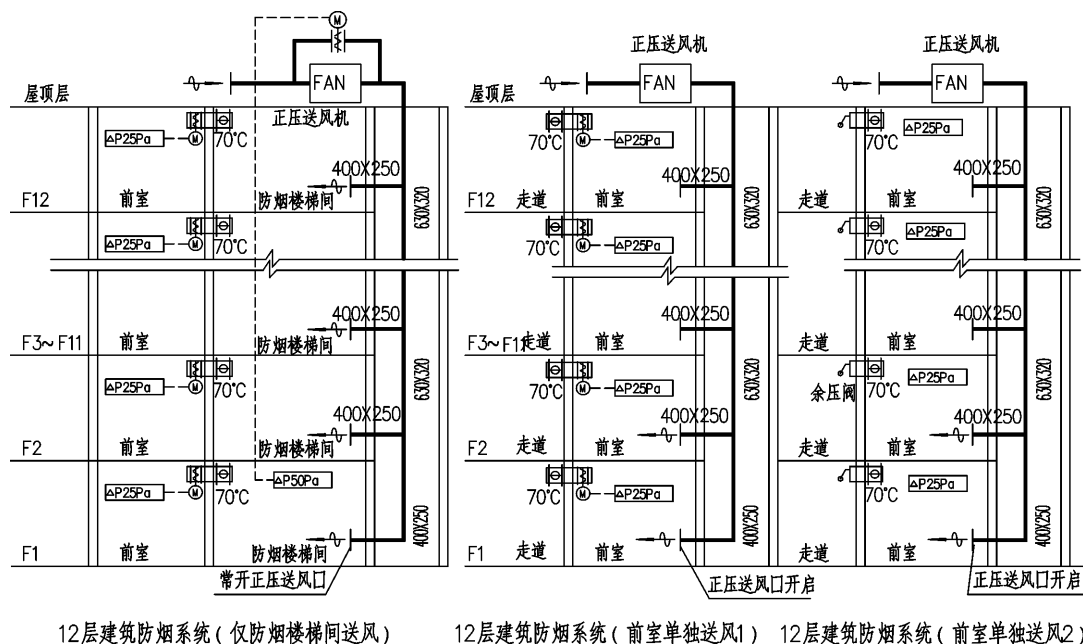 M
正压送风机 正压送风机
FAN FAN FAN
屋顶层 屋顶层
正压送风机
△P25Pa M 70°C 70°C M △P25Pa 70°C △P25Pa
400X250 400X250 400X250
630X320 630X320 630X320
F12 前室 防烟楼梯间 F12 走道 前室 走道 前室
△P25Pa M 70°C 70°C M △P25Pa 70°C △P25Pa
400X250 400X250 400X250
F3~F11 前室 防烟楼梯间 F3~F11 走道 前室 走道 前室
630X320 630X320 630X320
△P25Pa M 70°C 70°C M △P25Pa 余压阀 70°C △P25Pa
400X250 400X250 400X250
F2 前室 防烟楼梯间 F2 走道 前室 走道 前室
△P25Pa M 70°C △P50Pa 70°C M △P25Pa 70°C △P25Pa
400X250 400X250 400X250
F1 前室 防烟楼梯间 F1 走道 前室 走道 前室
常开正压送风口 正压送风口开启 正压送风口开启
12层建筑防烟系统(仅防烟楼梯间送风) 12层建筑防烟系统(前室单独送风1) 12层建筑防烟系统(前室单独送风2)